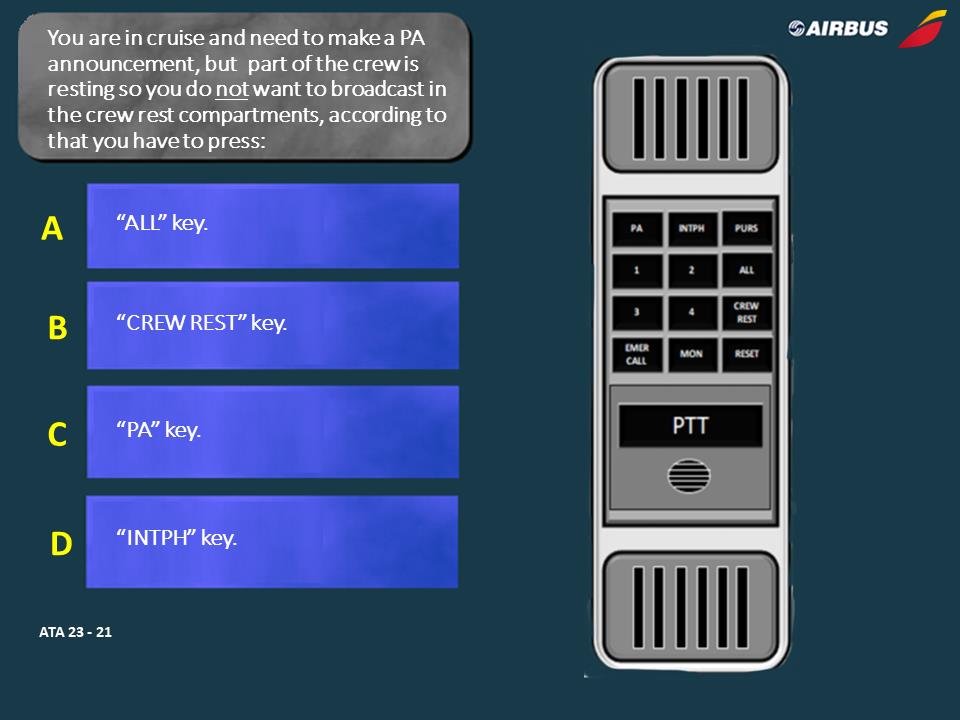 You are in cruise and need to make a PA
announcement, but part of the crew is
resting so you do not want to broadcast in
the crew rest compartments, according to
that you have to press:
AIRBUS
A
“ALL” key.
B
“CREW REST” key.
C
“PA” key.
D
“INTPH” key.
ATA 23 - 21
PA INTPH PURS
1 2 ALL
3 4 CREW
REST
EMER
CALL MON RESET
PTT